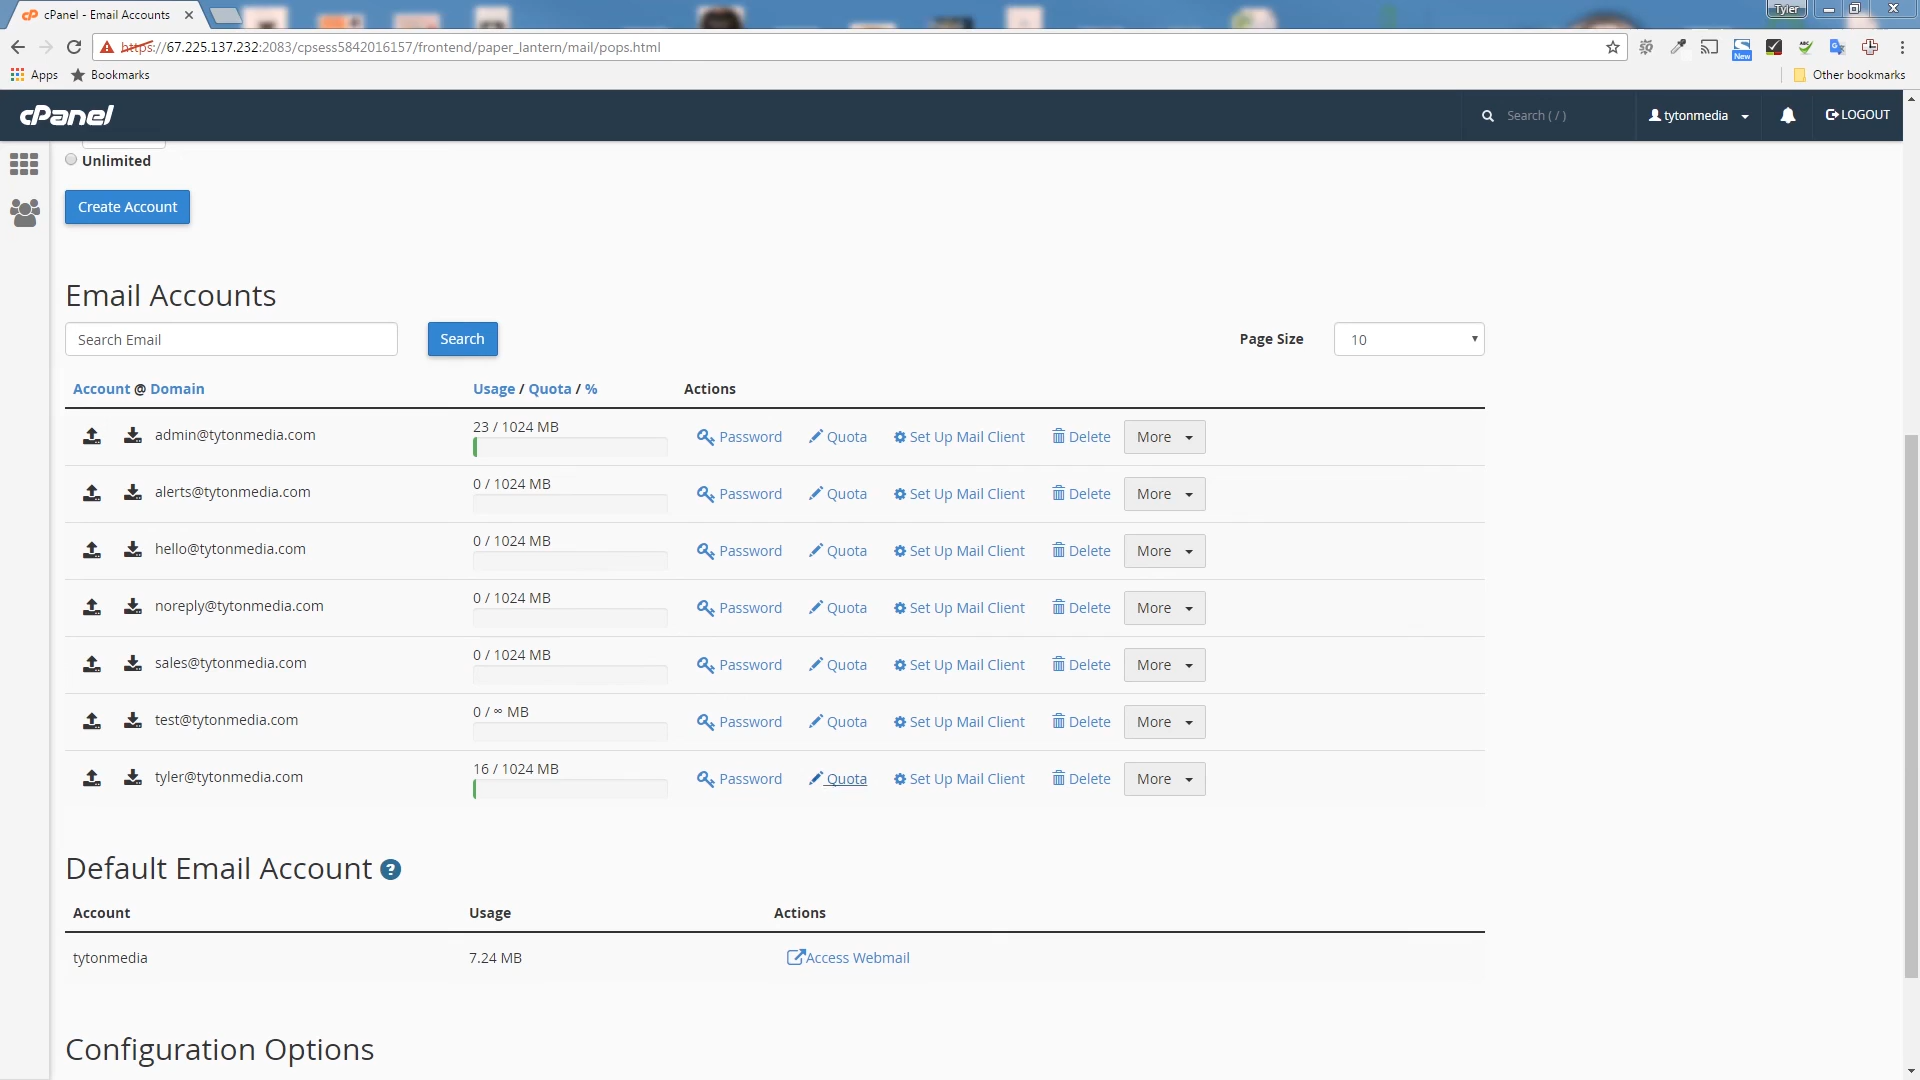 cPanel - Email Accounts
Tyler
https://67.225.137.232:2083/cpsess5842016157/frontend/paper_lantern/mail/pops.html
New
Apps Bookmarks Other bookmarks
cPanel Search ( / ) tytonmedia LOGOUT
Unlimited
Create Account
Email Accounts
Search Email Search Page Size 10
Account @ Domain Usage / Quota / % Actions
23 / 1024 MB
admin@tytonmedia.com Password Quota Set Up Mail Client Delete More
0 / 1024 MB
alerts@tytonmedia.com Password Quota Set Up Mail Client Delete More
0 / 1024 MB
hello@tytonmedia.com Password Quota Set Up Mail Client Delete More
0 / 1024 MB
noreply@tytonmedia.com Password Quota Set Up Mail Client Delete More
0 / 1024 MB
sales@tytonmedia.com Password Quota Set Up Mail Client Delete More
0 / ∞ MB
test@tytonmedia.com Password Quota Set Up Mail Client Delete More
16 / 1024 MB
tyler@tytonmedia.com Password Quota Set Up Mail Client Delete More
Default Email Account ?
Account Usage Actions
tytonmedia 7.24 MB Access Webmail
Configuration Options